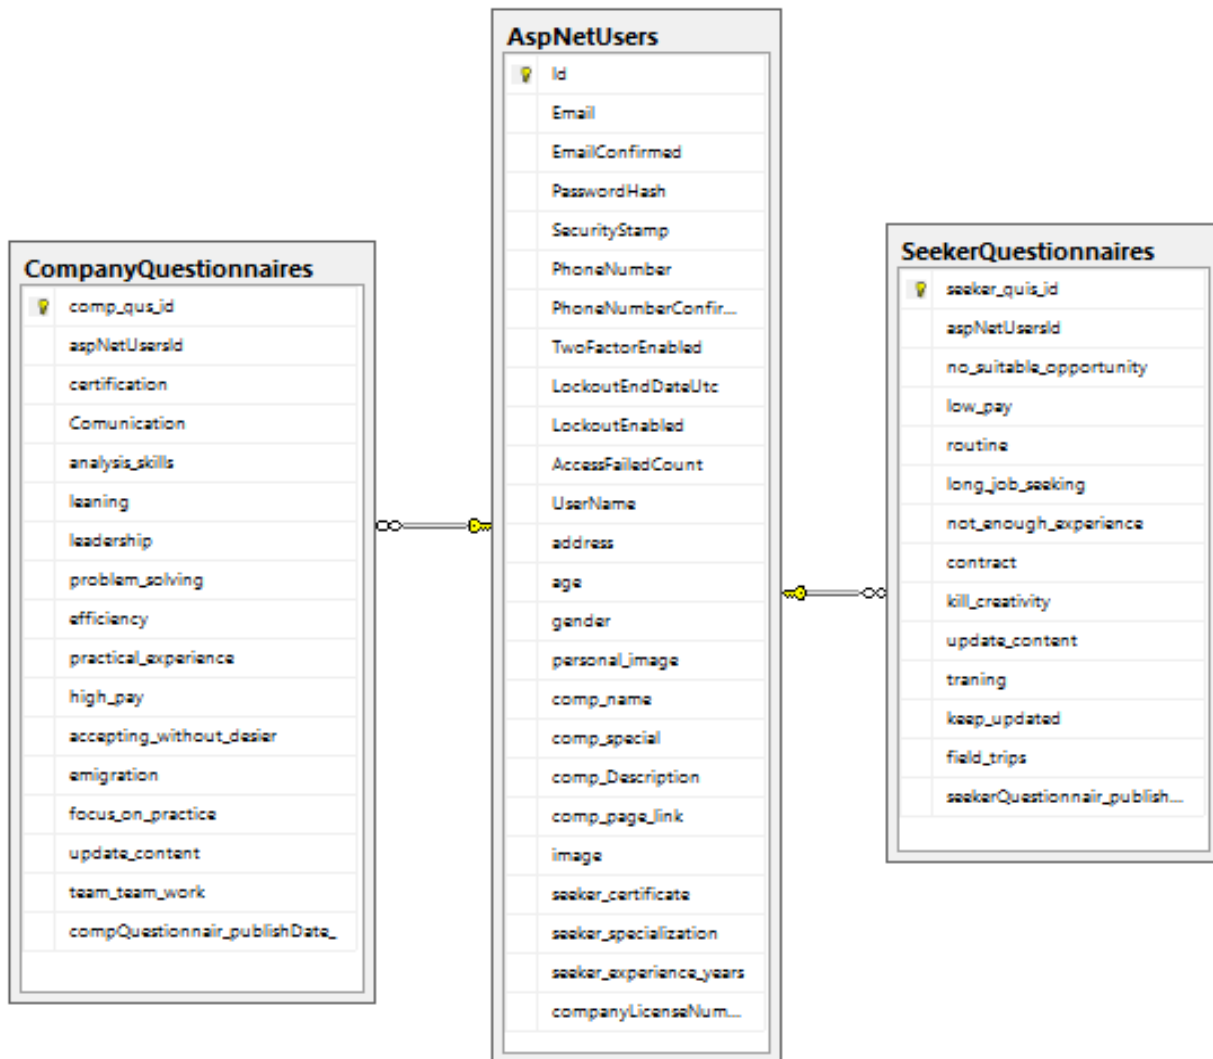 AspNetUsers
Id
Email
EmailConfirmed
PasswordHash
SecurityStamp
PhoneNumber
PhoneNumberConfir...
TwoFactorEnabled
LockoutEndDateUtc
LockoutEnabled
AccessFailedCount
UserName
address
age
gender
personal_image
comp_name
comp_special
comp_Description
comp_page_link
image
seeker_certificate
seeker_specialization
seeker_experience_years
companyLicenseNum...
CompanyQuestionnaires
comp_qus_id
aspNetUsersId
certification
Comunication
analysis_skills
leaning
leadership
problem_solving
efficiency
practical_experience
high_pay
accepting_without_desier
emigration
focus_on_practice
update_content
team_team_work
compQuestionnair_publishDate_
SeekerQuestionnaires
seeker_quis_id
aspNetUsersId
no_suitable_opportunity
low_pay
routine
long_job_seeking
not_enough_experience
contract
kill_creativity
update_content
traning
keep_updated
field_trips
seekerQuestionnair_publish...